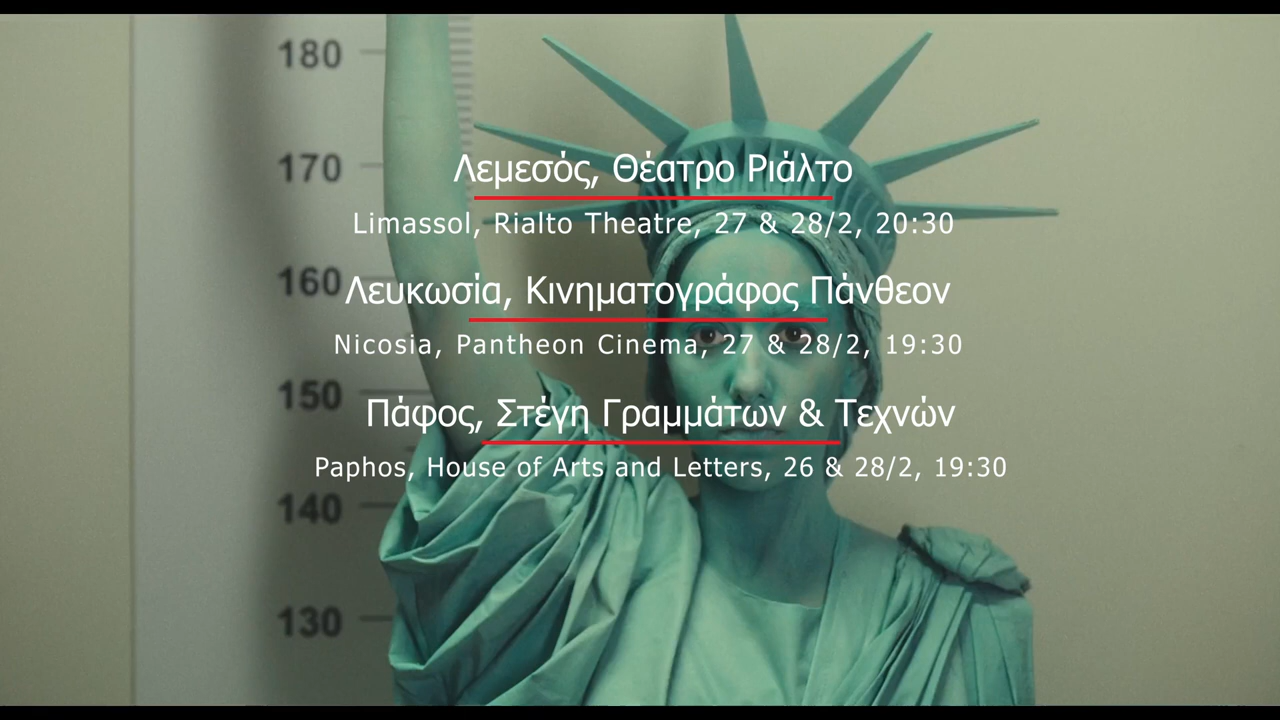 180
170
Λεμεσός, Θέατρο Ριάλτο
Limassol, Rialto Theatre, 27 & 28/2, 20:30
160
Λευκωσία, Κινηματογράφος Πάνθεον
Nicosia, Pantheon Cinema, 27 & 28/2, 19:30
150
Πάφος, Στέγη Γραμμάτων & Τεχνών
Paphos, House of Arts and Letters, 26 & 28/2, 19:30
140
130